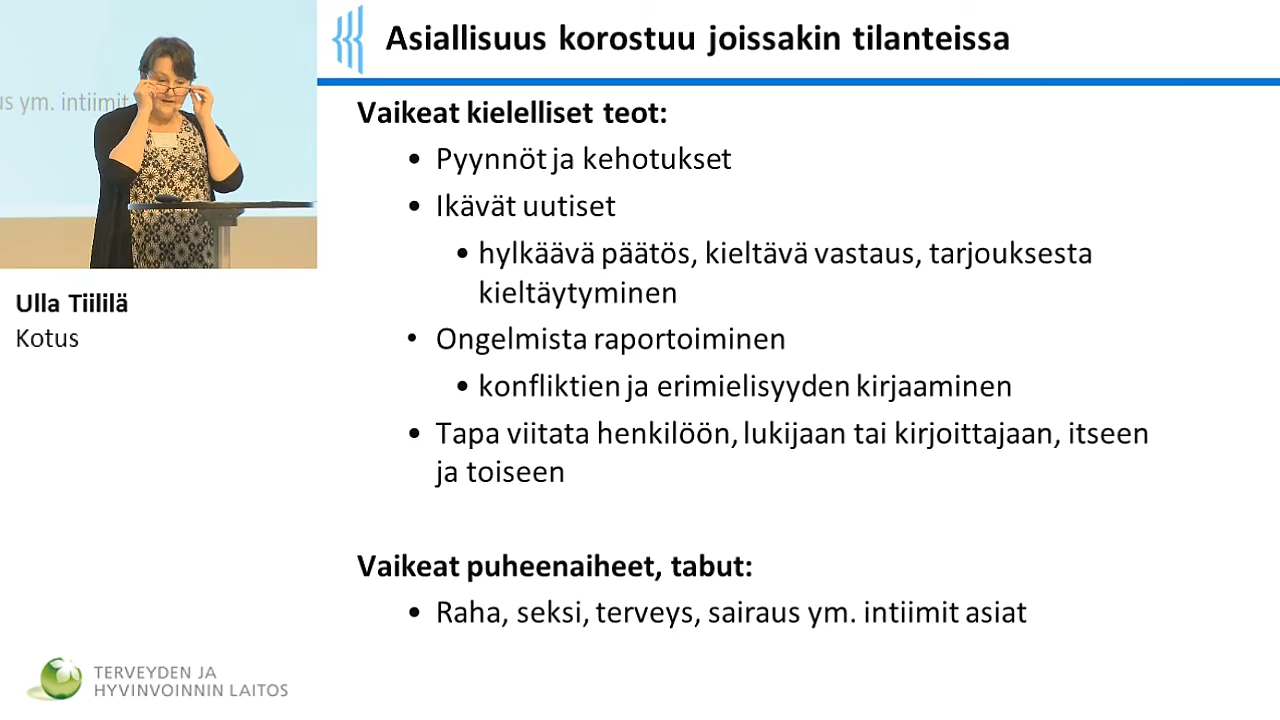 Asiallisuus korostuu joissakin tilanteissa
us ym. intiimit
Vaikeat kielelliset teot:
• Pyynnöt ja kehotukset
• Ikävät uutiset
• hylkäävä päätös, kieltävä vastaus, tarjouksesta
kieltäytyminen
• Ongelmista raportoiminen
• konfliktien ja erimielisyyden kirjaaminen
• Tapa viitata henkilöön, lukijaan tai kirjoittajaan, itseen
ja toiseen
Vaikeat puheenaiheet, tabut:
• Raha, seksi, terveys, sairaus ym. intiimit asiat
Ulla Tiililä
Kotus
TERVEYDEN JA
HYVINVOINNIN LAITOS